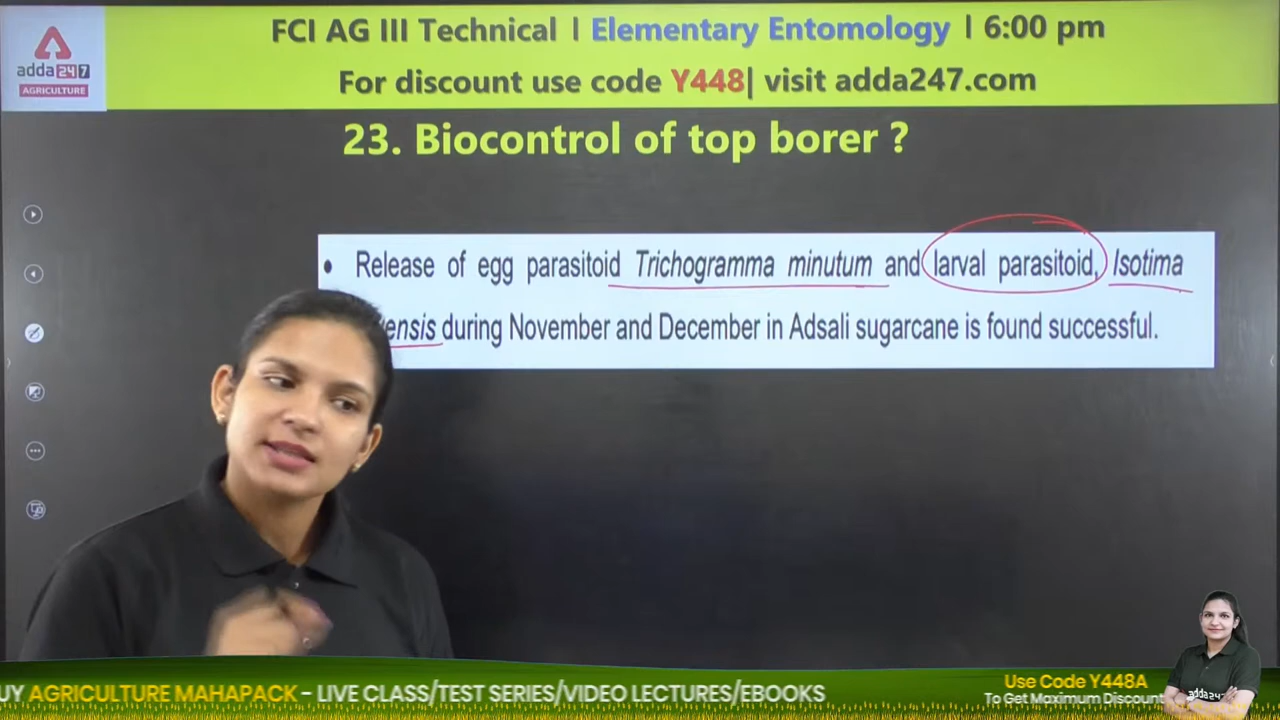 FCI AG III Technical | Elementary Entomology | 6:00 pm
adda247
AGRICULTURE
For discount use code Y448| visit adda247.com
23. Biocontrol of top borer ?
• Release of egg parasitoid Trichogramma minutum and larval parasitoid, Isotima
during November and December in Adsali sugarcane is found successful.
AGRICULTURE MAHAPACK - LIVE CLASS/TEST SERIES/VIDEO LECTURES/EBOOKS
Use Code Y448A
To Get Maximum Discount
adda247